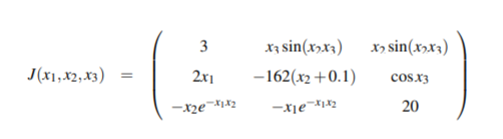 3 x₃ sin(x₂x₃) x₂ sin(x₂x₃)
J(x₁,x₂,x₃) = 2x₁ −162(x₂+0.1) cos x₃
−x₂e^{−x₁x₂} −x₁e^{−x₁x₂} 20